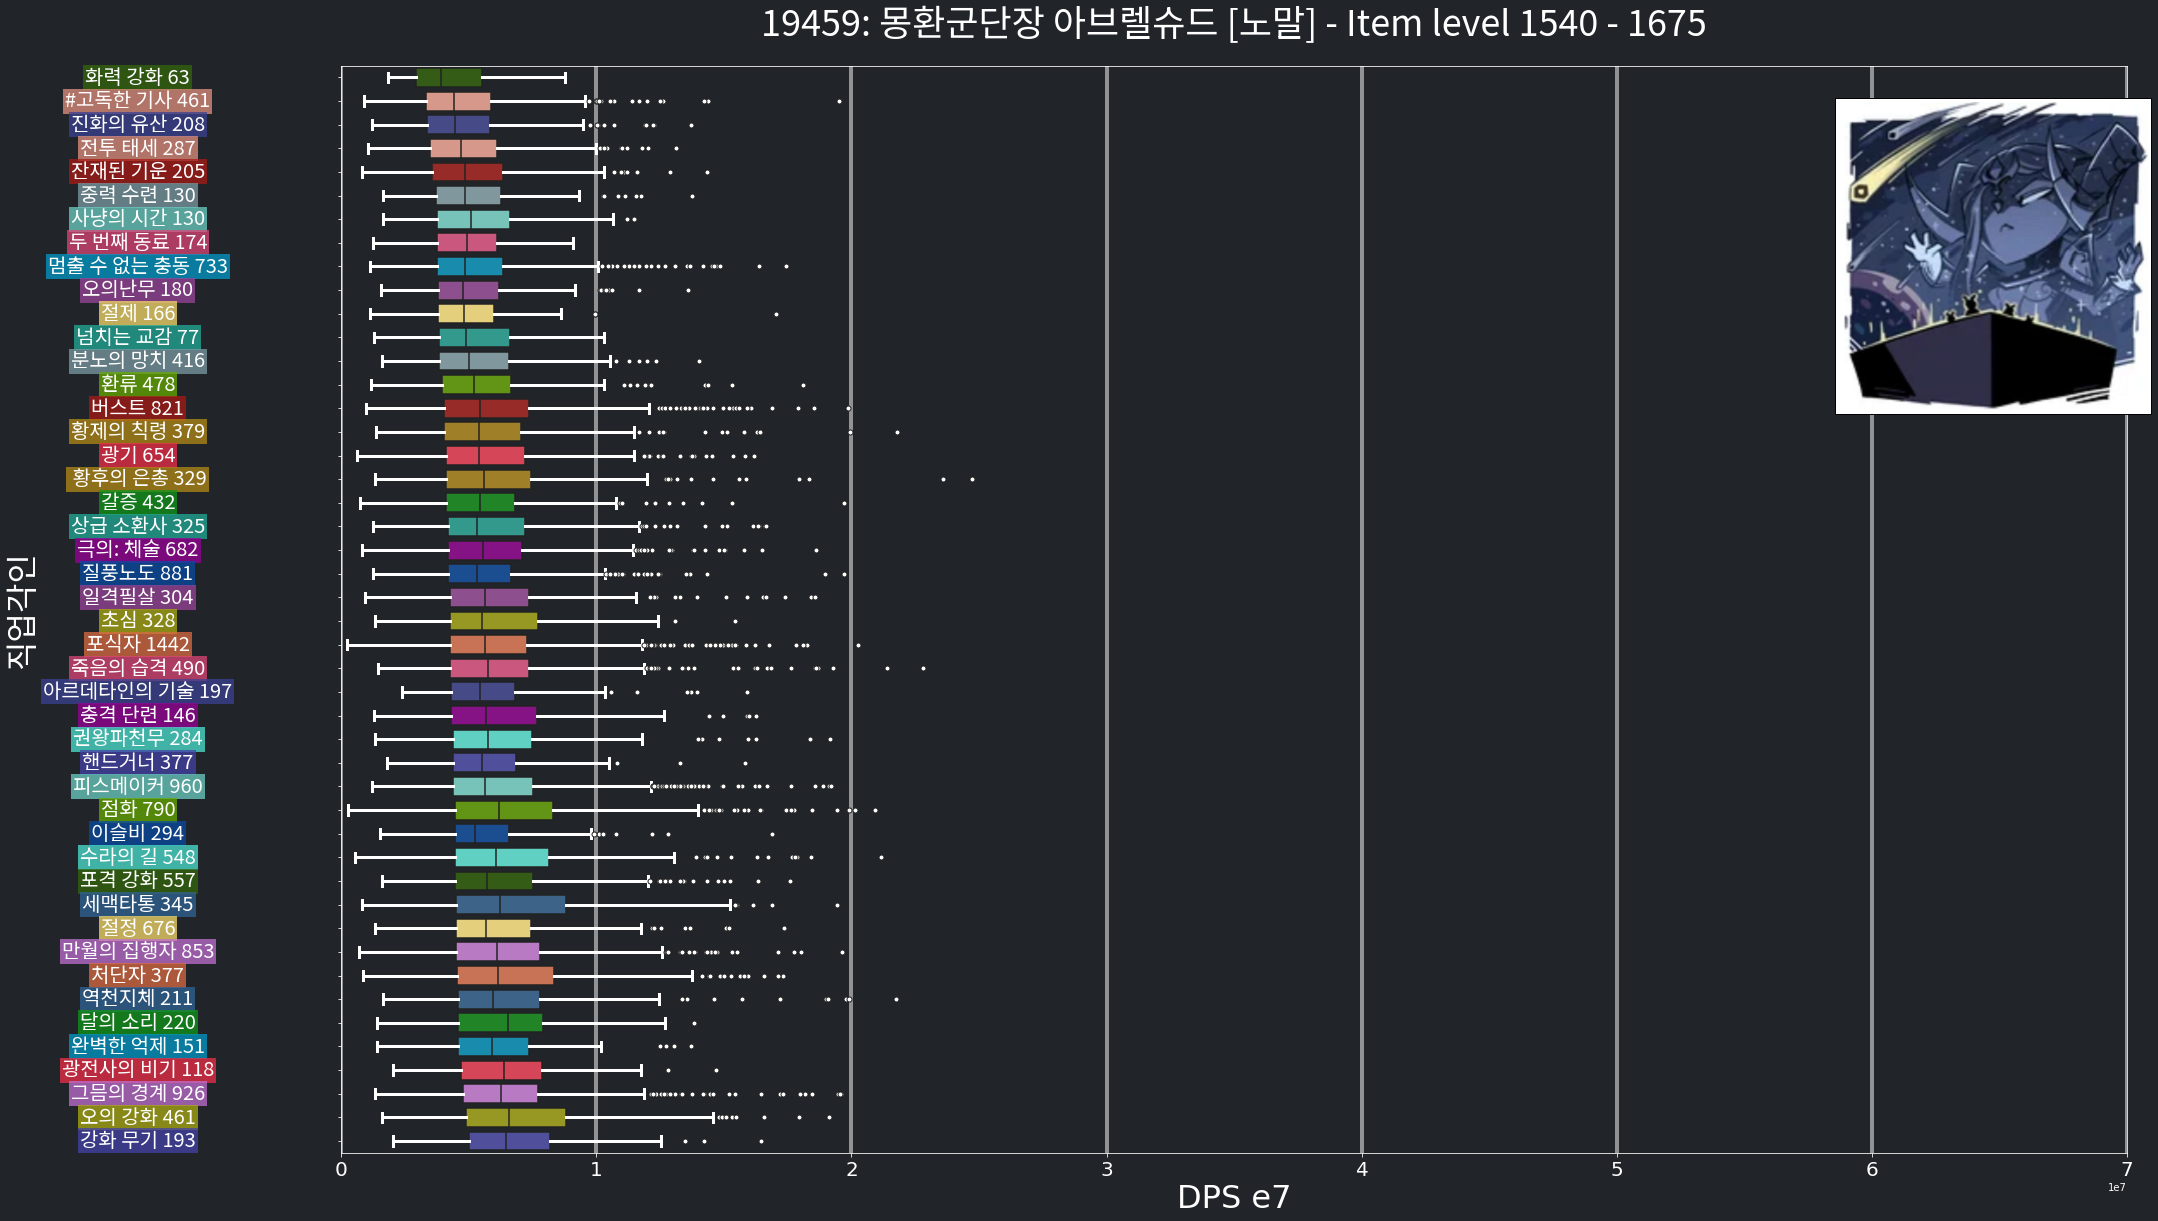 19459: 몽환군단장 아브렐슈드 [노말] - Item level 1540 - 1675
화력 강화 63
#고독한 기사 461
진화의 유산 208
전투 태세 287
잔재된 기운 205
중력 수련 130
사냥의 시간 130
두 번째 동료 174
멈출 수 없는 충동 733
오의난무 180
절제 166
넘치는 교감 77
분노의 망치 416
환류 478
버스트 821
황제의 칙령 379
광기 654
황후의 은총 329
갈증 432
상급 소환사 325
극의: 체술 682
질풍노도 881
일격필살 304
초심 328
포식자 1442
죽음의 습격 490
아르데타인의 기술 197
충격 단련 146
권왕파천무 284
핸드거너 377
피스메이커 960
점화 790
이슬비 294
수라의 길 548
포격 강화 557
세맥타통 345
절정 676
만월의 집행자 853
처단자 377
역천지체 211
달의 소리 220
완벽한 억제 151
광전사의 비기 118
그믐의 경계 926
오의 강화 461
강화 무기 193
직업각인
0 1 2 3 4 5 6 7
1e7
DPS e7